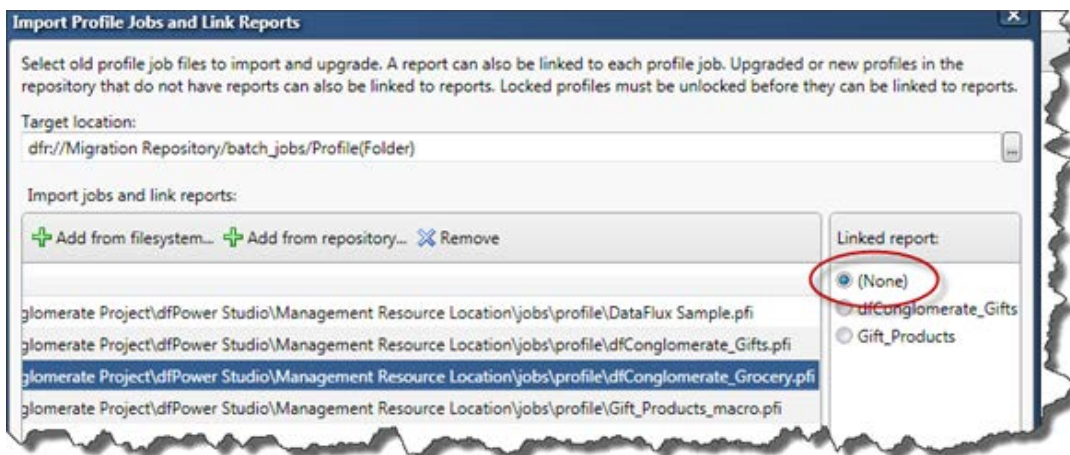 Import Profile Jobs and Link Reports
Select old profile job files to import and upgrade. A report can also be linked to each profile job. Upgraded or new profiles in the
repository that do not have reports can also be linked to reports. Locked profiles must be unlocked before they can be linked to reports.
Target location:
dfr://Migration Repository/batch_jobs/Profile(Folder)
...
Import jobs and link reports:
Add from filesystem... Add from repository... Remove
Linked report:
(None)
dfConglomerate_Gifts
Gift_Products
glomerate Project\dfPower Studio\Management Resource Location\jobs\profile\DataFlux Sample.pfi
glomerate Project\dfPower Studio\Management Resource Location\jobs\profile\dfConglomerate_Gifts.pfi
glomerate Project\dfPower Studio\Management Resource Location\jobs\profile\dfConglomerate_Grocery.pfi
glomerate Project\dfPower Studio\Management Resource Location\jobs\profile\Gift_Products_macro.pfi